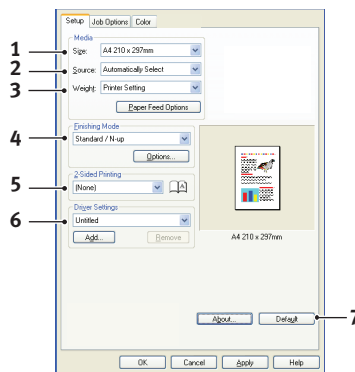 Setup Job Options Color
Media
1 Size: A4 210 x 297mm
2 Source: Automatically Select
3 Weight: Printer Setting
Paper Feed Options
Finishing Mode
4 Standard / N-up
Options...
2-Sided Printing
5 (None) A
Driver Settings
6 Untitled
Add... Remove
A4 210 x 297mm
About... Default 7
OK Cancel Apply Help